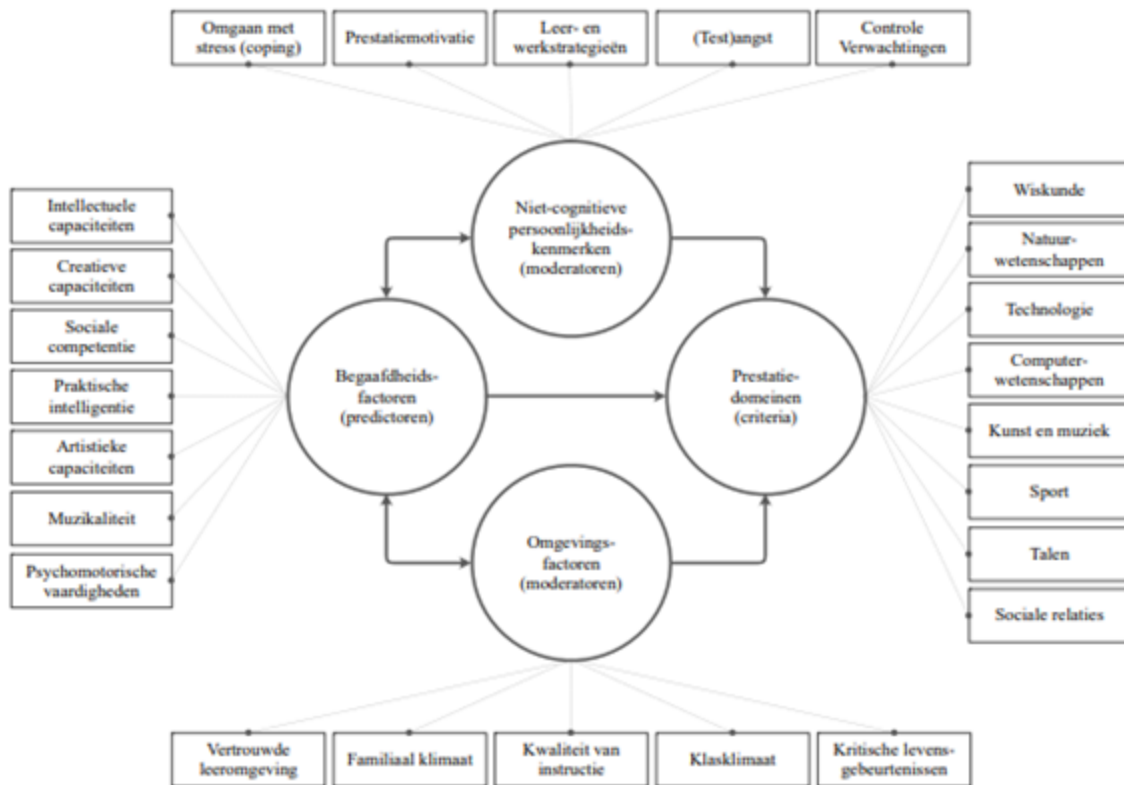 Omgaan met
stress (coping)
Prestatiemotivatie
Leer- en
werkstrategieën
(Test)angst
Controle
Verwachtingen
Niet-cognitieve
persoonlijkheids-
kenmerken
(moderatoren)
Intellectuele
capaciteiten
Creatieve
capaciteiten
Sociale
competentie
Praktische
intelligentie
Artistieke
capaciteiten
Muzikaliteit
Psychomotorische
vaardigheden
Begaafdheids-
factoren
(predictoren)
Prestatie-
domeinen
(criteria)
Wiskunde
Natuur-
wetenschappen
Technologie
Computer-
wetenschappen
Kunst en muziek
Sport
Talen
Sociale relaties
Omgevings-
factoren
(moderatoren)
Vertrouwde
leeromgeving
Familiaal klimaat
Kwaliteit van
instructie
Klasklimaat
Kritische levens-
gebeurtenissen